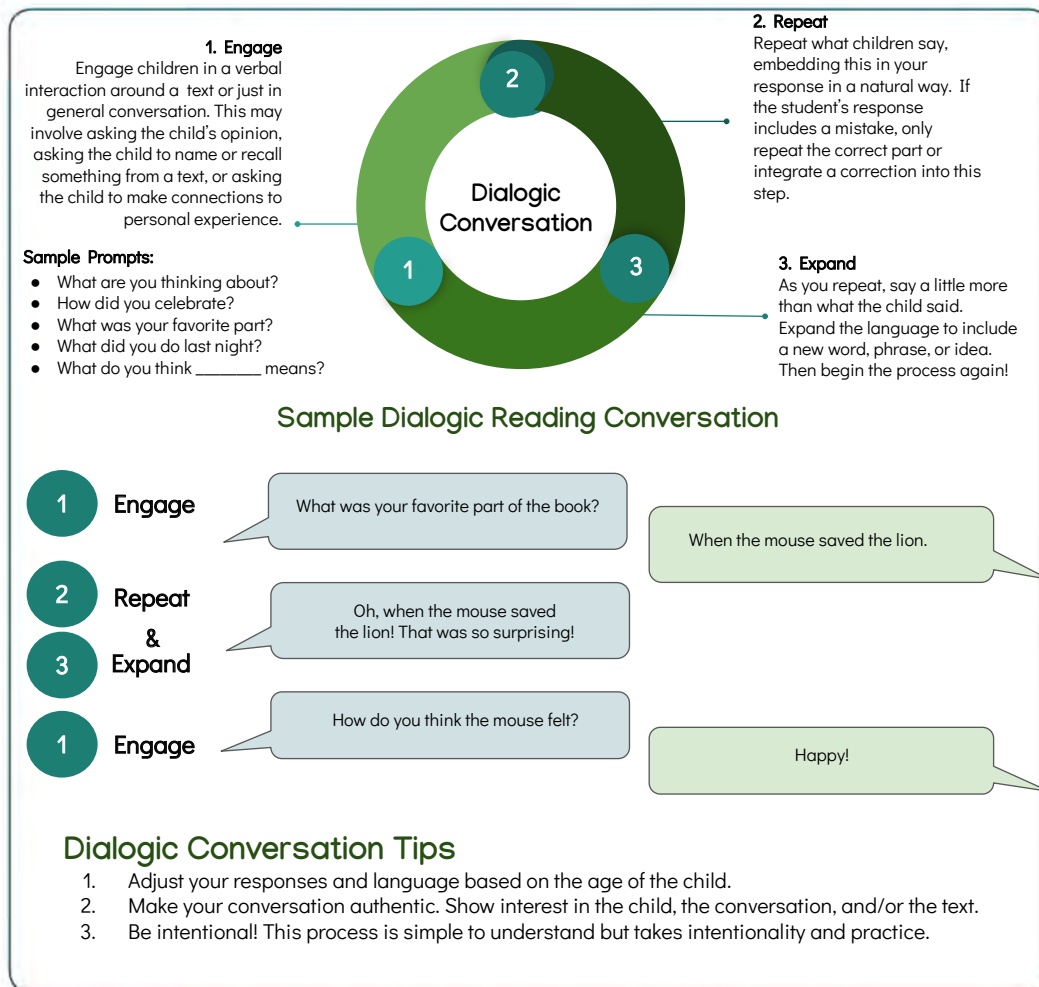 1. Engage
Engage children in a verbal
interaction around a text or just in
general conversation. This may
involve asking the child's opinion,
asking the child to name or recall
something from a text, or asking
the child to make connections to
personal experience.
Sample Prompts:
● What are you thinking about?
● How did you celebrate?
● What was your favorite part?
● What did you do last night?
● What do you think ________ means?
2
Dialogic
Conversation
1
3
2. Repeat
Repeat what children say,
embedding this in your
response in a natural way. If
the student's response
includes a mistake, only
repeat the correct part or
integrate a correction into this
step.
3. Expand
As you repeat, say a little more
than what the child said.
Expand the language to include
a new word, phrase, or idea.
Then begin the process again!
Sample Dialogic Reading Conversation
1 Engage
What was your favorite part of the book?
When the mouse saved the lion.
2 Repeat
&
3 Expand
Oh, when the mouse saved
the lion! That was so surprising!
1 Engage
How do you think the mouse felt?
Happy!
Dialogic Conversation Tips
1. Adjust your responses and language based on the age of the child.
2. Make your conversation authentic. Show interest in the child, the conversation, and/or the text.
3. Be intentional! This process is simple to understand but takes intentionality and practice.